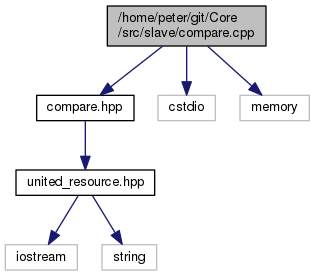 /home/peter/git/Core
/src/slave/compare.cpp
compare.hpp
cstdio
memory
united_resource.hpp
iostream
string